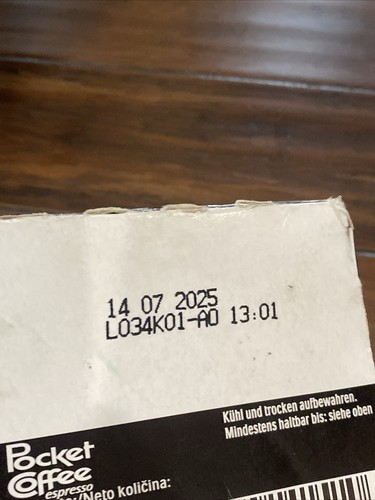 14 07 2025
L034K01-AO 13:01
Kühl und trocken aufbewahren.
Mindestens haltbar bis: siehe oben
Pocket
Coffee
espresso
Neto količina: